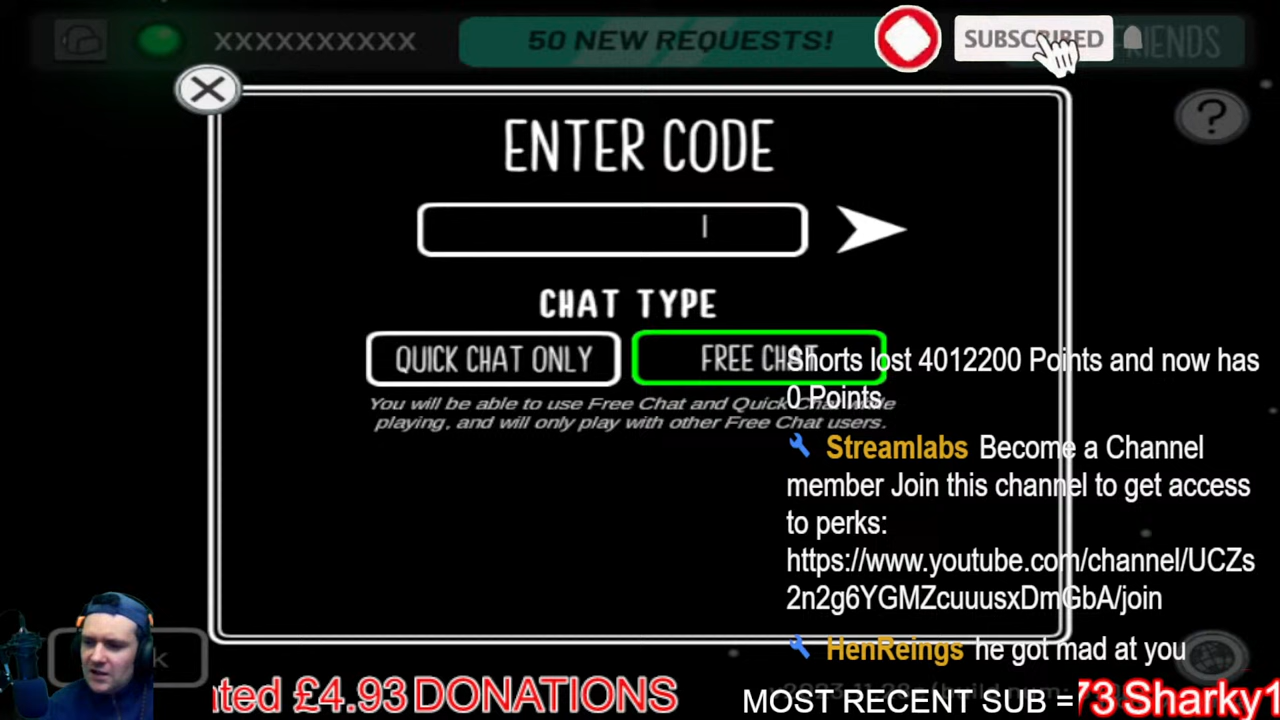 XXXXXXXXXX
50 NEW REQUESTS!
SUBSCRIBED
?
ENTER CODE
CHAT TYPE
QUICK CHAT ONLY
FREE CHAT
You will be able to use Free Chat and Quick Chat while
playing, and will only play with other Free Chat users.
Shorts lost 4012200 Points and now has
0 Points
Streamlabs Become a Channel
member Join this channel to get access
to perks:
https://www.youtube.com/channel/UCZs
2n2g6YGMZcuuusxDmGbA/join
HenReings he got mad at you
£4.93 DONATIONS
MOST RECENT SUB = 73 Sharky1